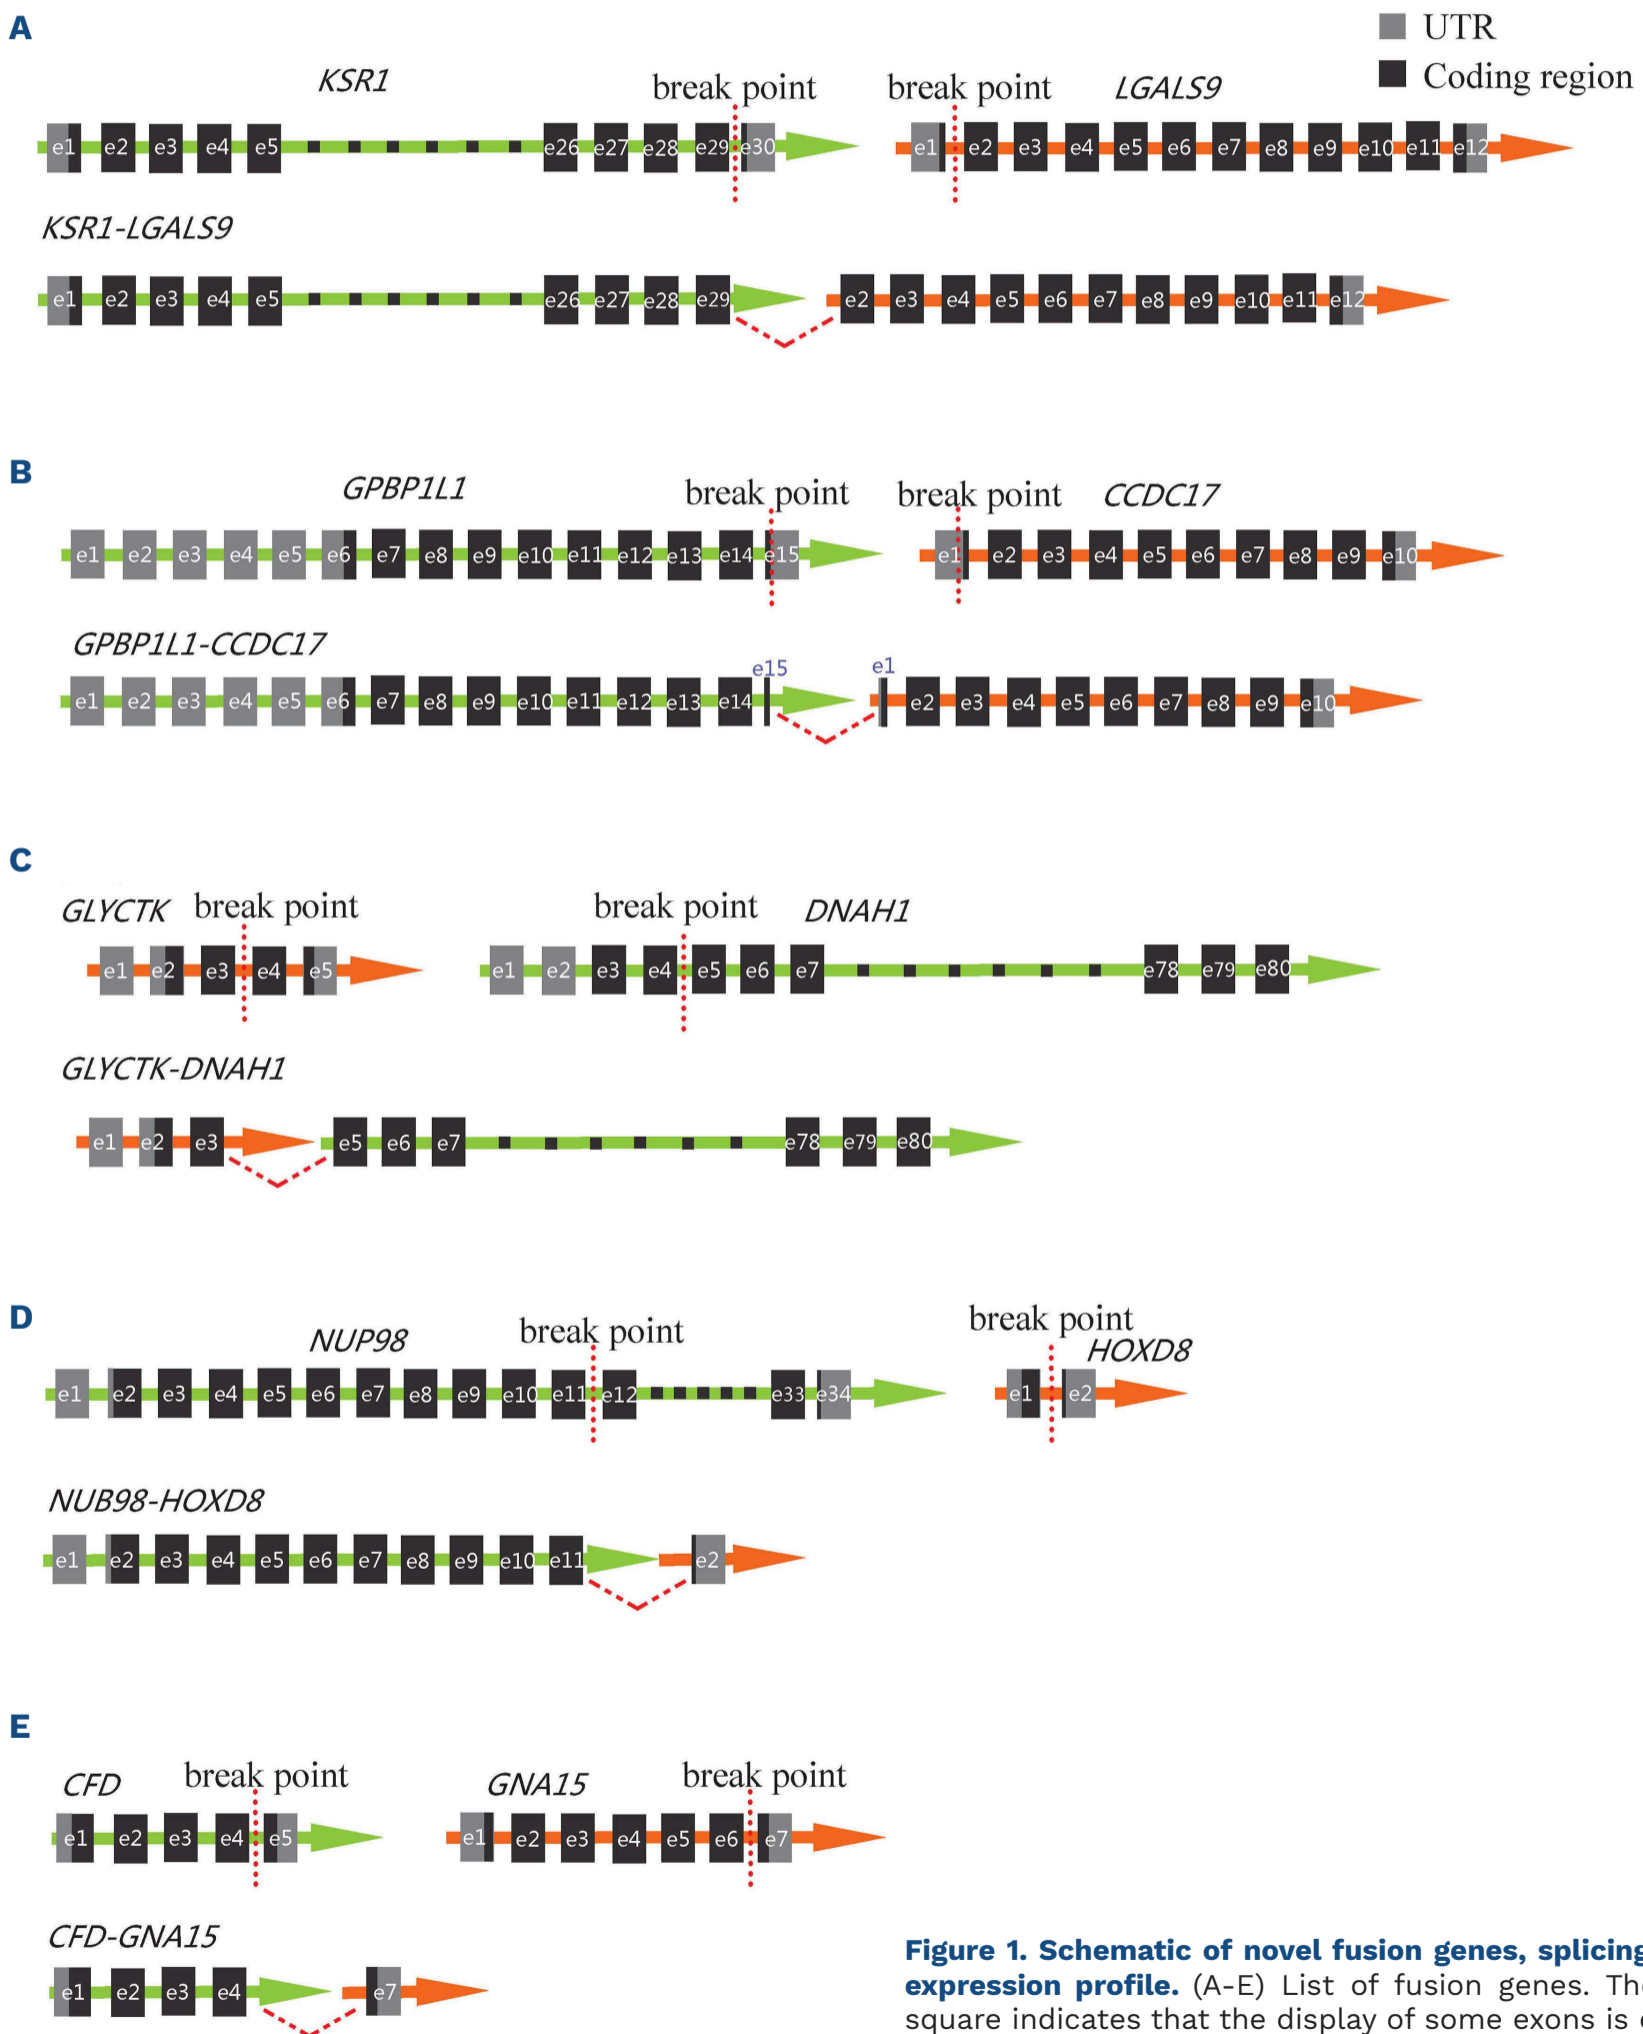 A
UTR
Coding region
KSR1
break point
break point
LGALS9
e1 e2 e3 e4 e5 e26 e27 e28 e29 e30 e1 e2 e3 e4 e5 e6 e7 e8 e9 e10 e11 e12
KSR1-LGALS9
e1 e2 e3 e4 e5 e26 e27 e28 e29 e2 e3 e4 e5 e6 e7 e8 e9 e10 e11 e12
B
GPBP1L1
break point
break point
CCDC17
e1 e2 e3 e4 e5 e6 e7 e8 e9 e10 e11 e12 e13 e14 e15 e1 e2 e3 e4 e5 e6 e7 e8 e9 e10
GPBP1L1-CCDC17
e15 e1
e1 e2 e3 e4 e5 e6 e7 e8 e9 e10 e11 e12 e13 e14 e2 e3 e4 e5 e6 e7 e8 e9 e10
C
GLYCTK
break point
break point
DNAH1
e1 e2 e3 e4 e5 e1 e2 e3 e4 e5 e6 e7 e78 e79 e80
GLYCTK-DNAH1
e1 e2 e3 e5 e6 e7 e78 e79 e80
D
NUP98
break point
break point
HOXD8
e1 e2 e3 e4 e5 e6 e7 e8 e9 e10 e11 e12 e33 e34 e1 e2
NUB98-HOXD8
e1 e2 e3 e4 e5 e6 e7 e8 e9 e10 e11 e2
E
CFD
break point
GNA15
break point
e1 e2 e3 e4 e5 e1 e2 e3 e4 e5 e6 e7
CFD-GNA15
e1 e2 e3 e4 e7
Figure 1. Schematic of novel fusion genes, splicing
expression profile. (A-E) List of fusion genes. The
square indicates that the display of some exons is